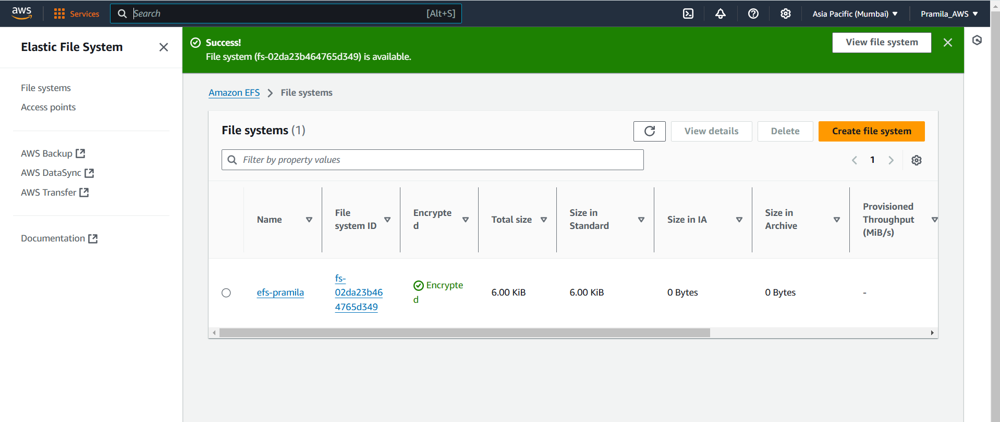 aws
Services
Search
[Alt+S]
Asia Pacific (Mumbai)
Pramila_AWS
Elastic File System
File systems
Access points
AWS Backup
AWS DataSync
AWS Transfer
Documentation
Success!
File system (fs-02da23b464765d349) is available.
View file system
Amazon EFS
File systems
File systems (1)
View details
Delete
Create file system
Filter by property values
1
Name
File
system ID
Encrypte
d
Total size
Size in
Standard
Size in IA
Size in
Archive
Provisioned
Throughput
(MiB/s)
efs-pramila
fs-
02da23b46
4765d349
Encrypte
d
6.00 KiB
6.00 KiB
0 Bytes
0 Bytes
-